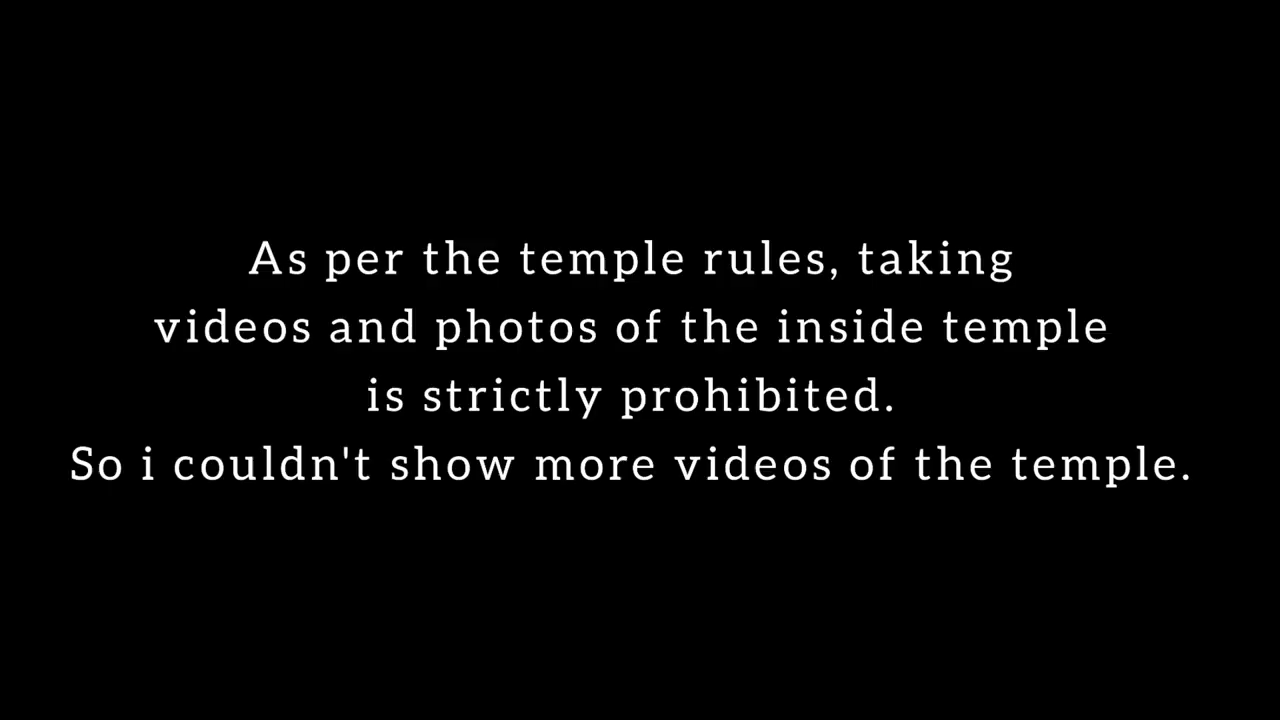 As per the temple rules, taking
videos and photos of the inside temple
is strictly prohibited.
So i couldn't show more videos of the temple.